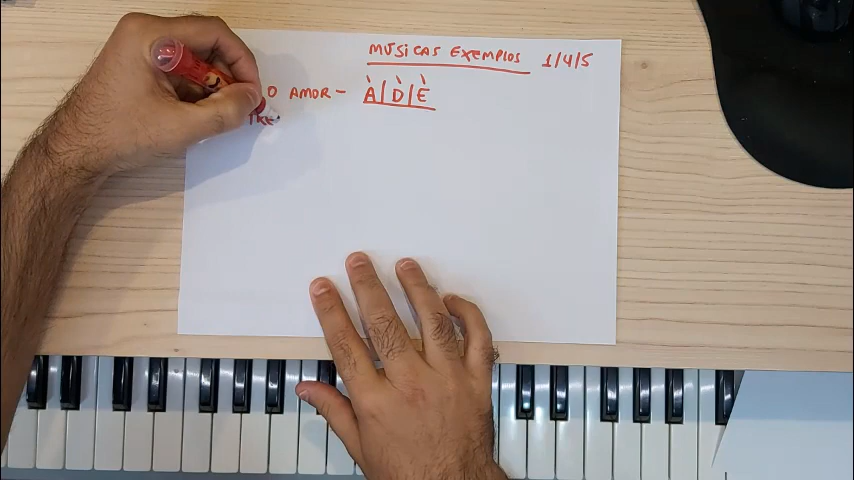 MUSICAS EXEMPLOS 1/4/5
O AMOR - A | D | E